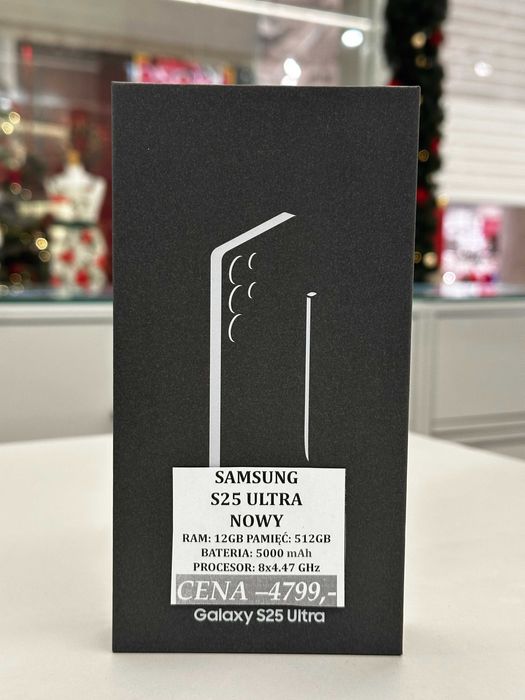 SAMSUNG
S25 ULTRA
NOWY
RAM: 12GB PAMIĘĆ: 512GB
BATERIA: 5000 mAh
PROCESOR: 8x4.47 GHz
CENA –4799,-
Galaxy S25 Ultra